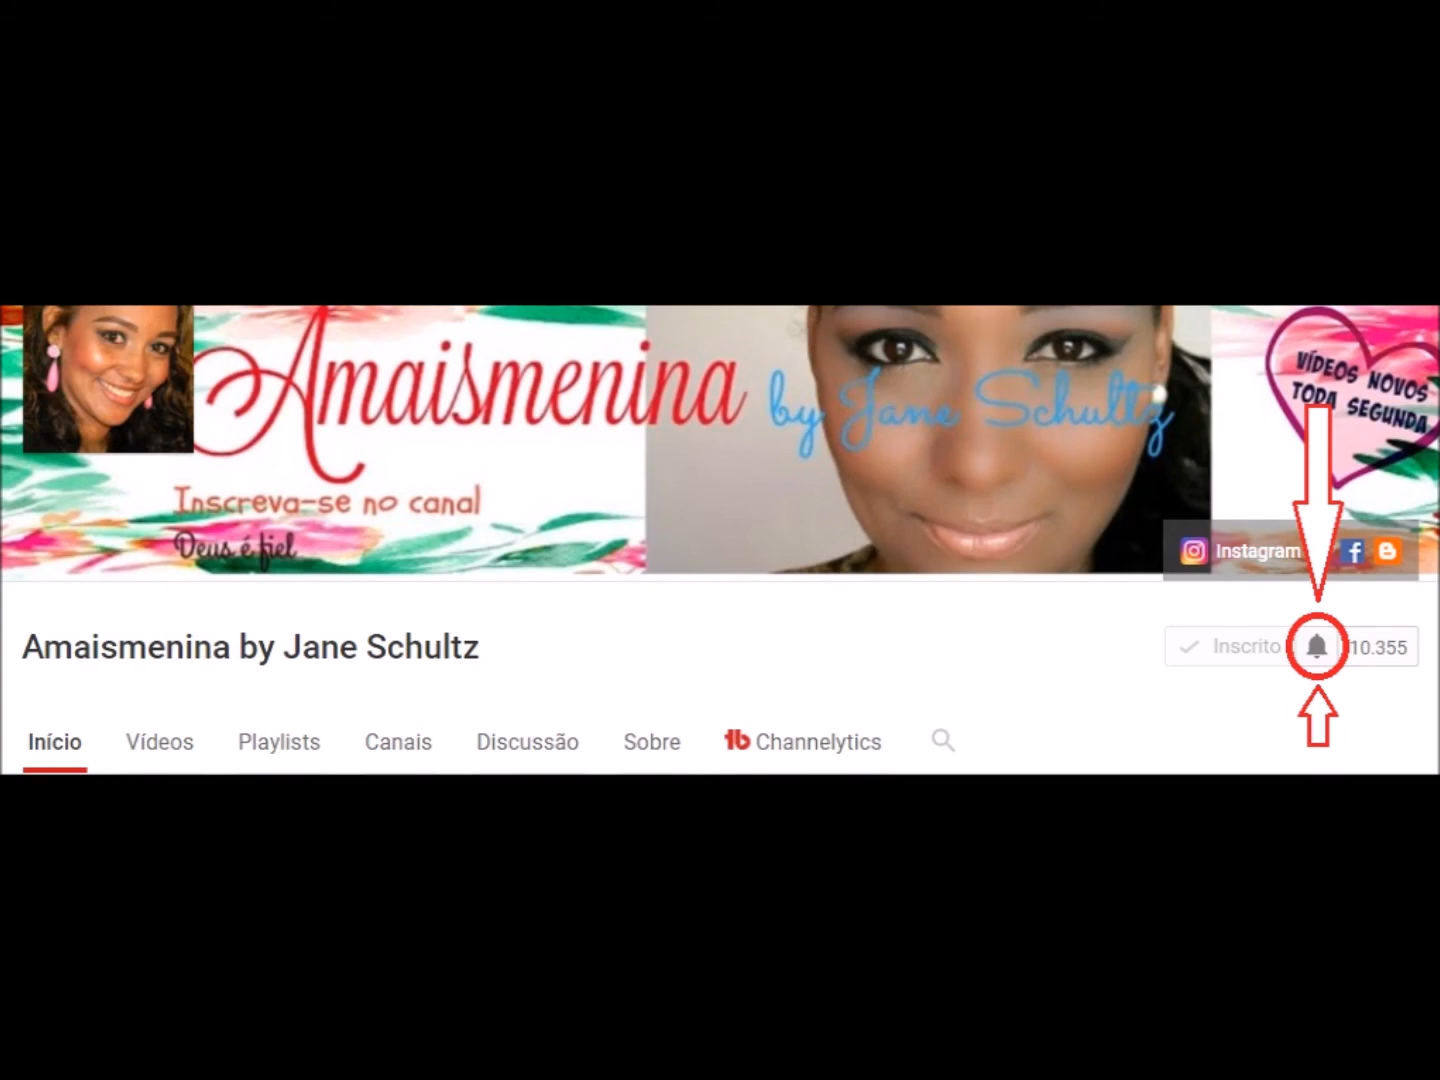 Amaismenina
by Jane Schultz
VÍDEOS NOVOS
TODA SEGUNDA
Inscreva-se no canal
Deus é fiel
Instagram
Amaismenina by Jane Schultz
Inscrito
10.355
Início Vídeos Playlists Canais Discussão Sobre Channelytics